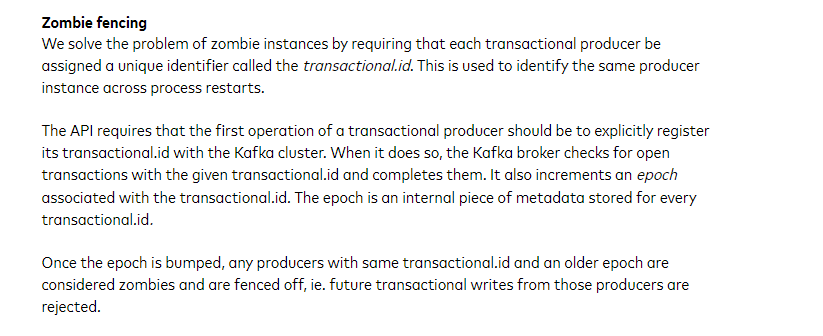 Zombie fencing
We solve the problem of zombie instances by requiring that each transactional producer be
assigned a unique identifier called the transactional.id. This is used to identify the same producer
instance across process restarts.
The API requires that the first operation of a transactional producer should be to explicitly register
its transactional.id with the Kafka cluster. When it does so, the Kafka broker checks for open
transactions with the given transactional.id and completes them. It also increments an epoch
associated with the transactional.id. The epoch is an internal piece of metadata stored for every
transactional.id.
Once the epoch is bumped, any producers with same transactional.id and an older epoch are
considered zombies and are fenced off, ie. future transactional writes from those producers are
rejected.